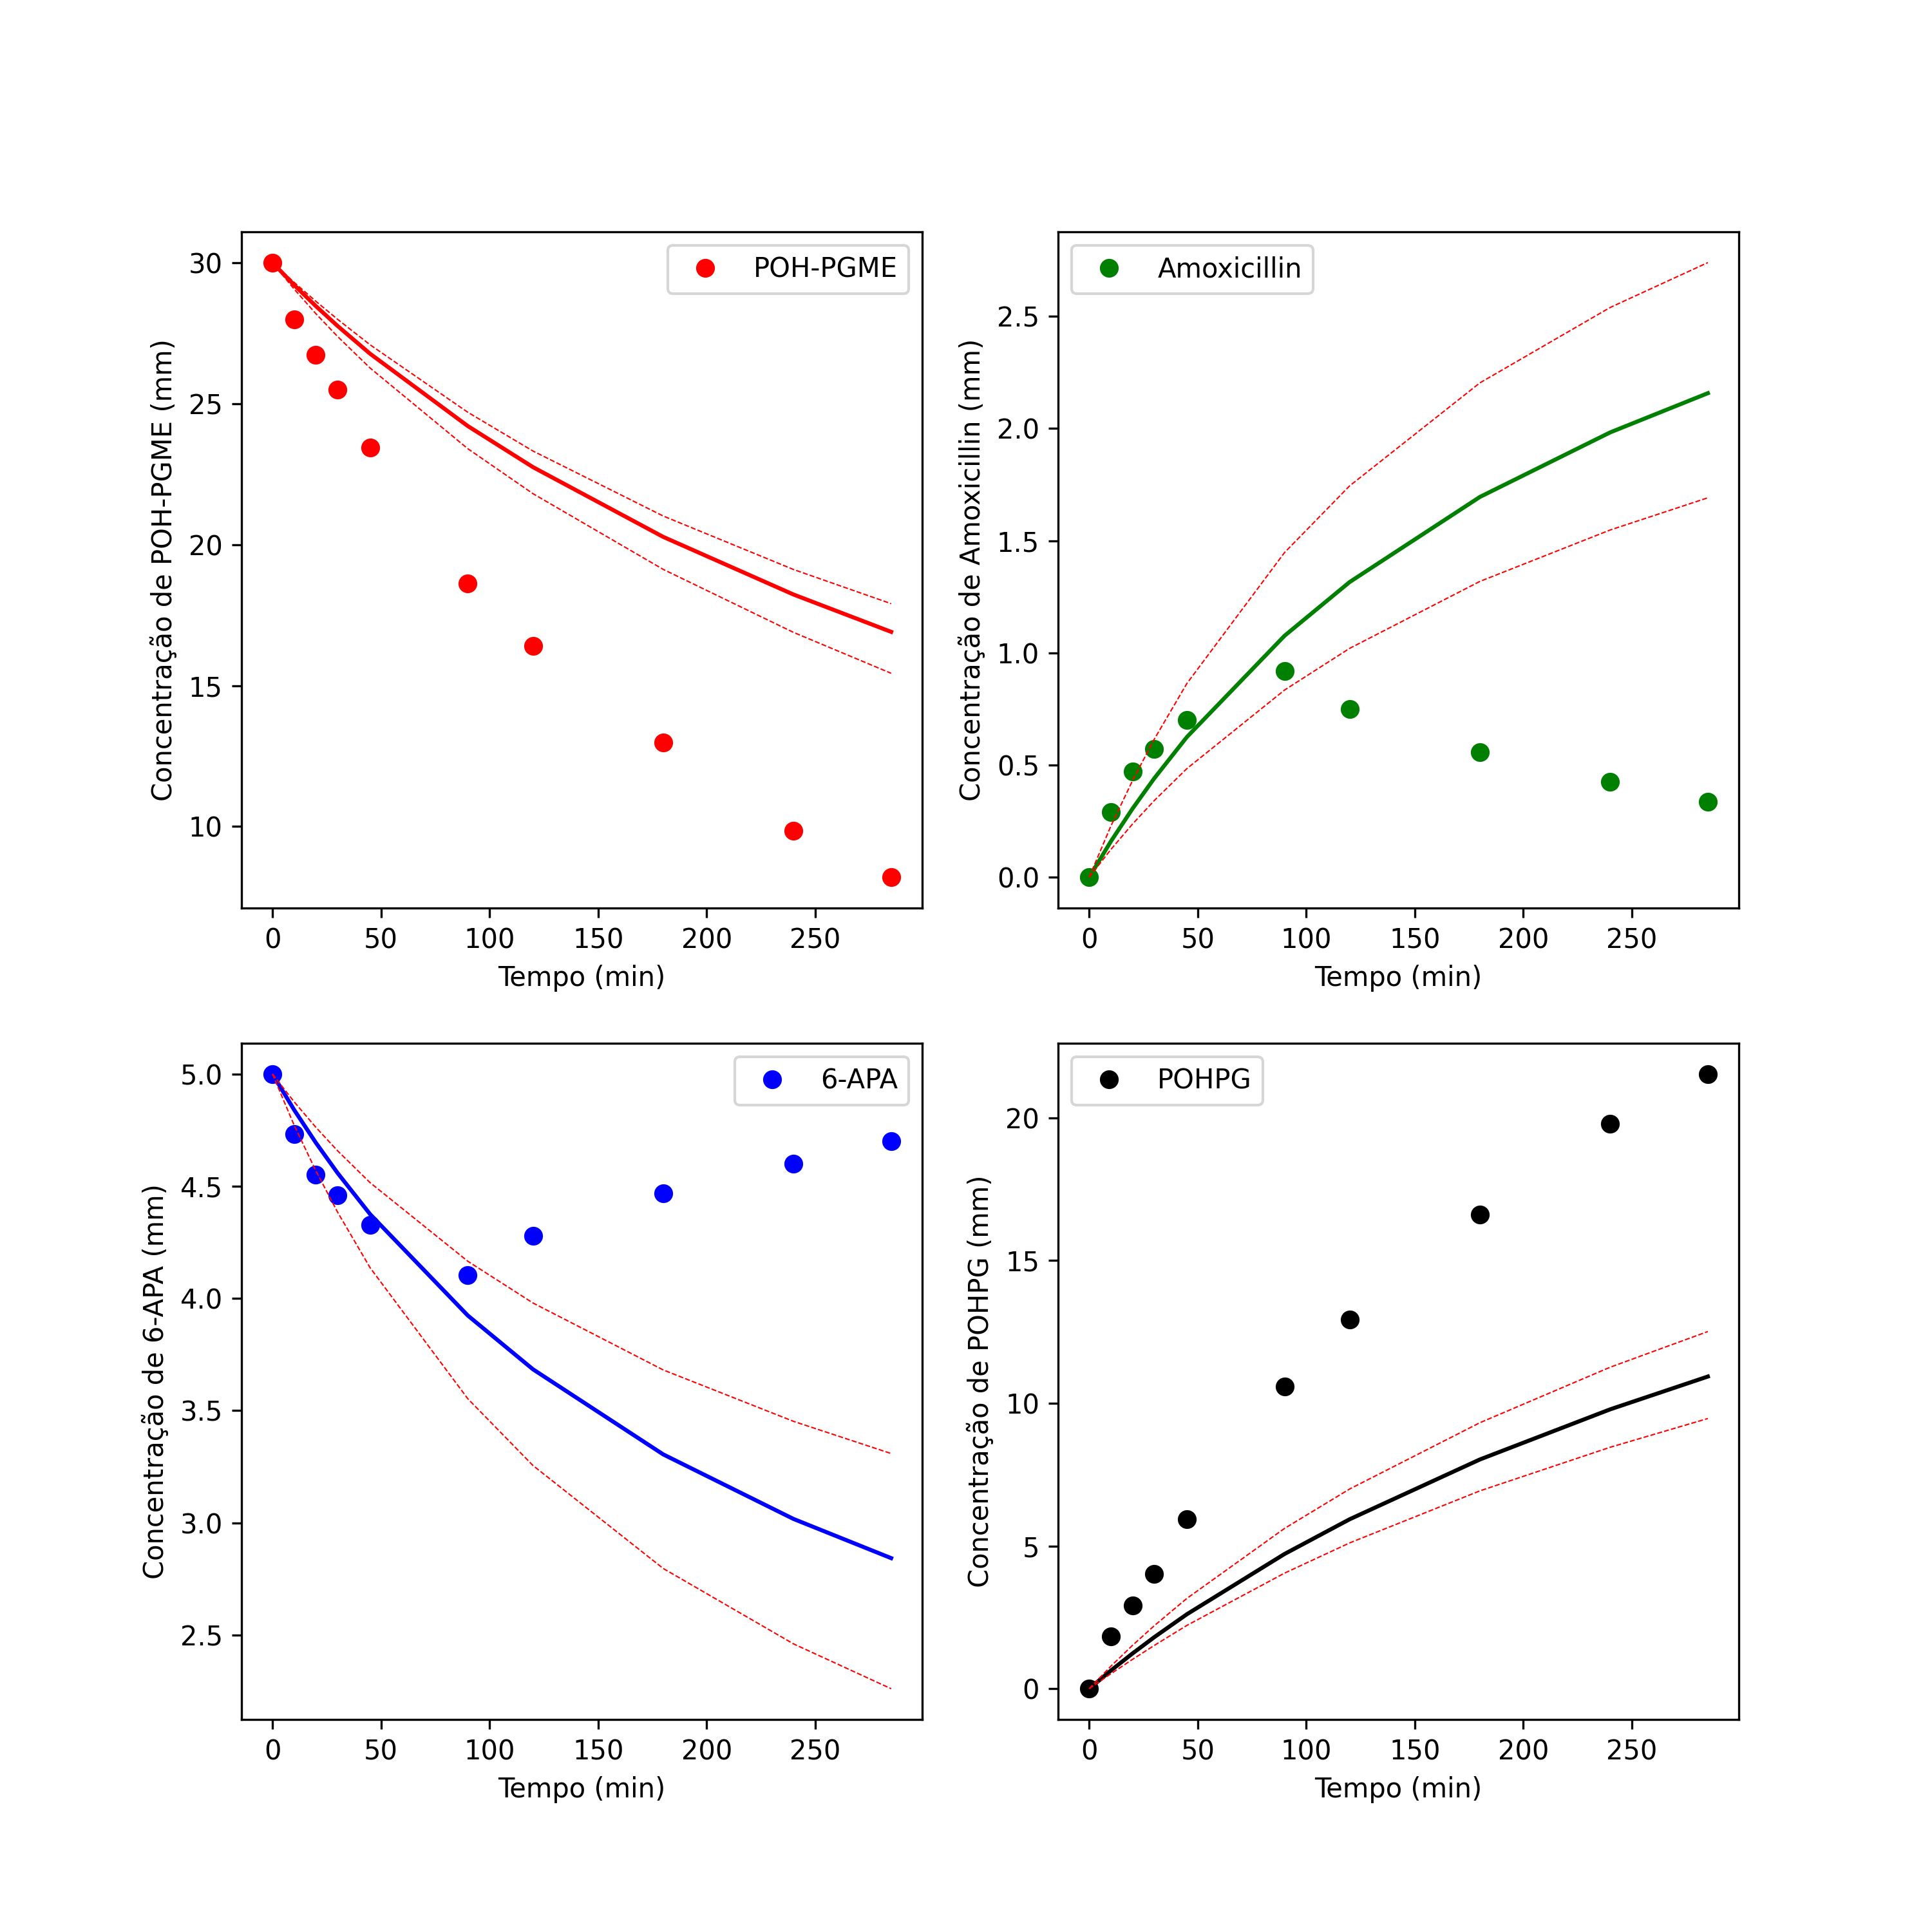 POH-PGME
30
25
20
15
10
Concentração de POH-PGME (mm)
0 50 100 150 200 250
Tempo (min)
Amoxicillin
2.5
2.0
1.5
1.0
0.5
0.0
Concentração de Amoxicillin (mm)
0 50 100 150 200 250
Tempo (min)
6-APA
5.0
4.5
4.0
3.5
3.0
2.5
Concentração de 6-APA (mm)
0 50 100 150 200 250
Tempo (min)
POHPG
20
15
10
5
0
Concentração de POHPG (mm)
0 50 100 150 200 250
Tempo (min)